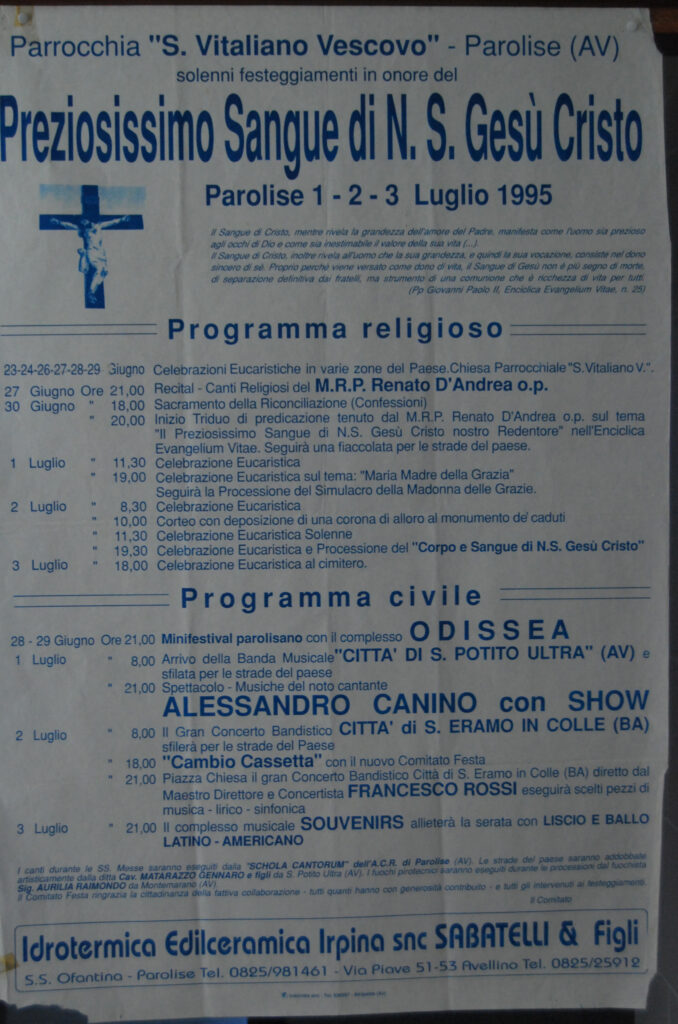 Parrocchia "S. Vitaliano Vescovo" - Parolise (AV)
solenni festeggiamenti in onore del
Preziosissimo Sangue di N. S. Gesù Cristo
Parolise 1 - 2 - 3 Luglio 1995
Il Sangue di Cristo, mentre rivela la grandezza dell'amore del Padre, manifesta come l'uomo sia prezioso
agli occhi di Dio e come sia inestimabile il valore della sua vita (...).
Il Sangue di Cristo, inoltre rivela all'uomo che la sua grandezza, e quindi la sua vocazione, consiste nel dono
sincero di sè. Proprio perchè viene versato come dono di vita, il Sangue di Gesù non è più segno di morte,
di separazione definitiva dai fratelli, ma strumento di una comunione che è ricchezza di vita per tutti.
(Pp Giovanni Paolo II, Enciclica Evangelium Vitae, n. 25)
Programma religioso
23-24-26-27-28-29 Giugno Celebrazioni Eucaristiche in varie zone del Paese.Chiesa Parrocchiale "S.Vitaliano V.".
27 Giugno Ore 21,00 Recital - Canti Religiosi del M.R.P. Renato D'Andrea o.p.
30 Giugno " 18,00 Sacramento della Riconciliazione (Confessioni)
" 20,00 Inizio Triduo di predicazione tenuto dal M.R.P. Renato D'Andrea o.p. sul tema
"Il Preziosissimo Sangue di N.S. Gesù Cristo nostro Redentore" nell'Enciclica
Evangelium Vitae. Seguirà una fiaccolata per le strade del paese.
1 Luglio " 11,30 Celebrazione Eucaristica
" 19,00 Celebrazione Eucaristica sul tema: "Maria Madre della Grazia"
Seguirà la Processione del Simulacro della Madonna delle Grazie.
2 Luglio " 8,30 Celebrazione Eucaristica
" 10,00 Corteo con deposizione di una corona di alloro al monumento de' caduti
" 11,30 Celebrazione Eucaristica Solenne
" 19,30 Celebrazione Eucaristica e Processione del "Corpo e Sangue di N.S. Gesù Cristo"
3 Luglio " 18,00 Celebrazione Eucaristica al cimitero.
Programma civile
28 - 29 Giugno Ore 21,00 Minifestival parolisano con il complesso ODISSEA
1 Luglio " 8,00 Arrivo della Banda Musicale "CITTA' DI S. POTITO ULTRA" (AV) e
sfilata per le strade del paese
" 21,00 Spettacolo - Musiche del noto cantante
ALESSANDRO CANINO con SHOW
2 Luglio " 8,00 Il Gran Concerto Bandistico CITTA' di S. ERAMO IN COLLE (BA)
sfilerà per le strade del Paese
" 18,00 "Cambio Cassetta" con il nuovo Comitato Festa
" 21,00 Piazza Chiesa il gran Concerto Bandistico Città di S. Eramo in Colle (BA) diretto dal
Maestro Direttore e Concertista FRANCESCO ROSSI eseguirà scelti pezzi di
musica - lirico - sinfonica
3 Luglio " 21,00 Il complesso musicale SOUVENIRS allieterà la serata con LISCIO E BALLO
LATINO - AMERICANO
I canti durante le SS. Messe saranno eseguiti dalla "SCHOLA CANTORUM" dell'A.C.R. di Parolise (AV). Le strade del paese saranno addobbate
artisticamente dalla ditta Cav. MATARAZZO GENNARO e figli da S. Potito Ultra (AV). I fuochi pirotecnici saranno eseguiti durante le processioni dal fuochista
Sig. AURILIA RAIMONDO da Montemarano (AV).
Il Comitato Festa ringrazia la cittadinanza della fattiva collaborazione - tutti quanti hanno con generosità contribuito - e tutti gli intervenuti ai festeggiamenti.
Il Comitato
Idrotermica Edilceramica Irpina snc SABATELLI & Figli
S.S. Ofantina - Parolise Tel. 0825/981461 - Via Piave 51-53 Avellino Tel. 0825/25912